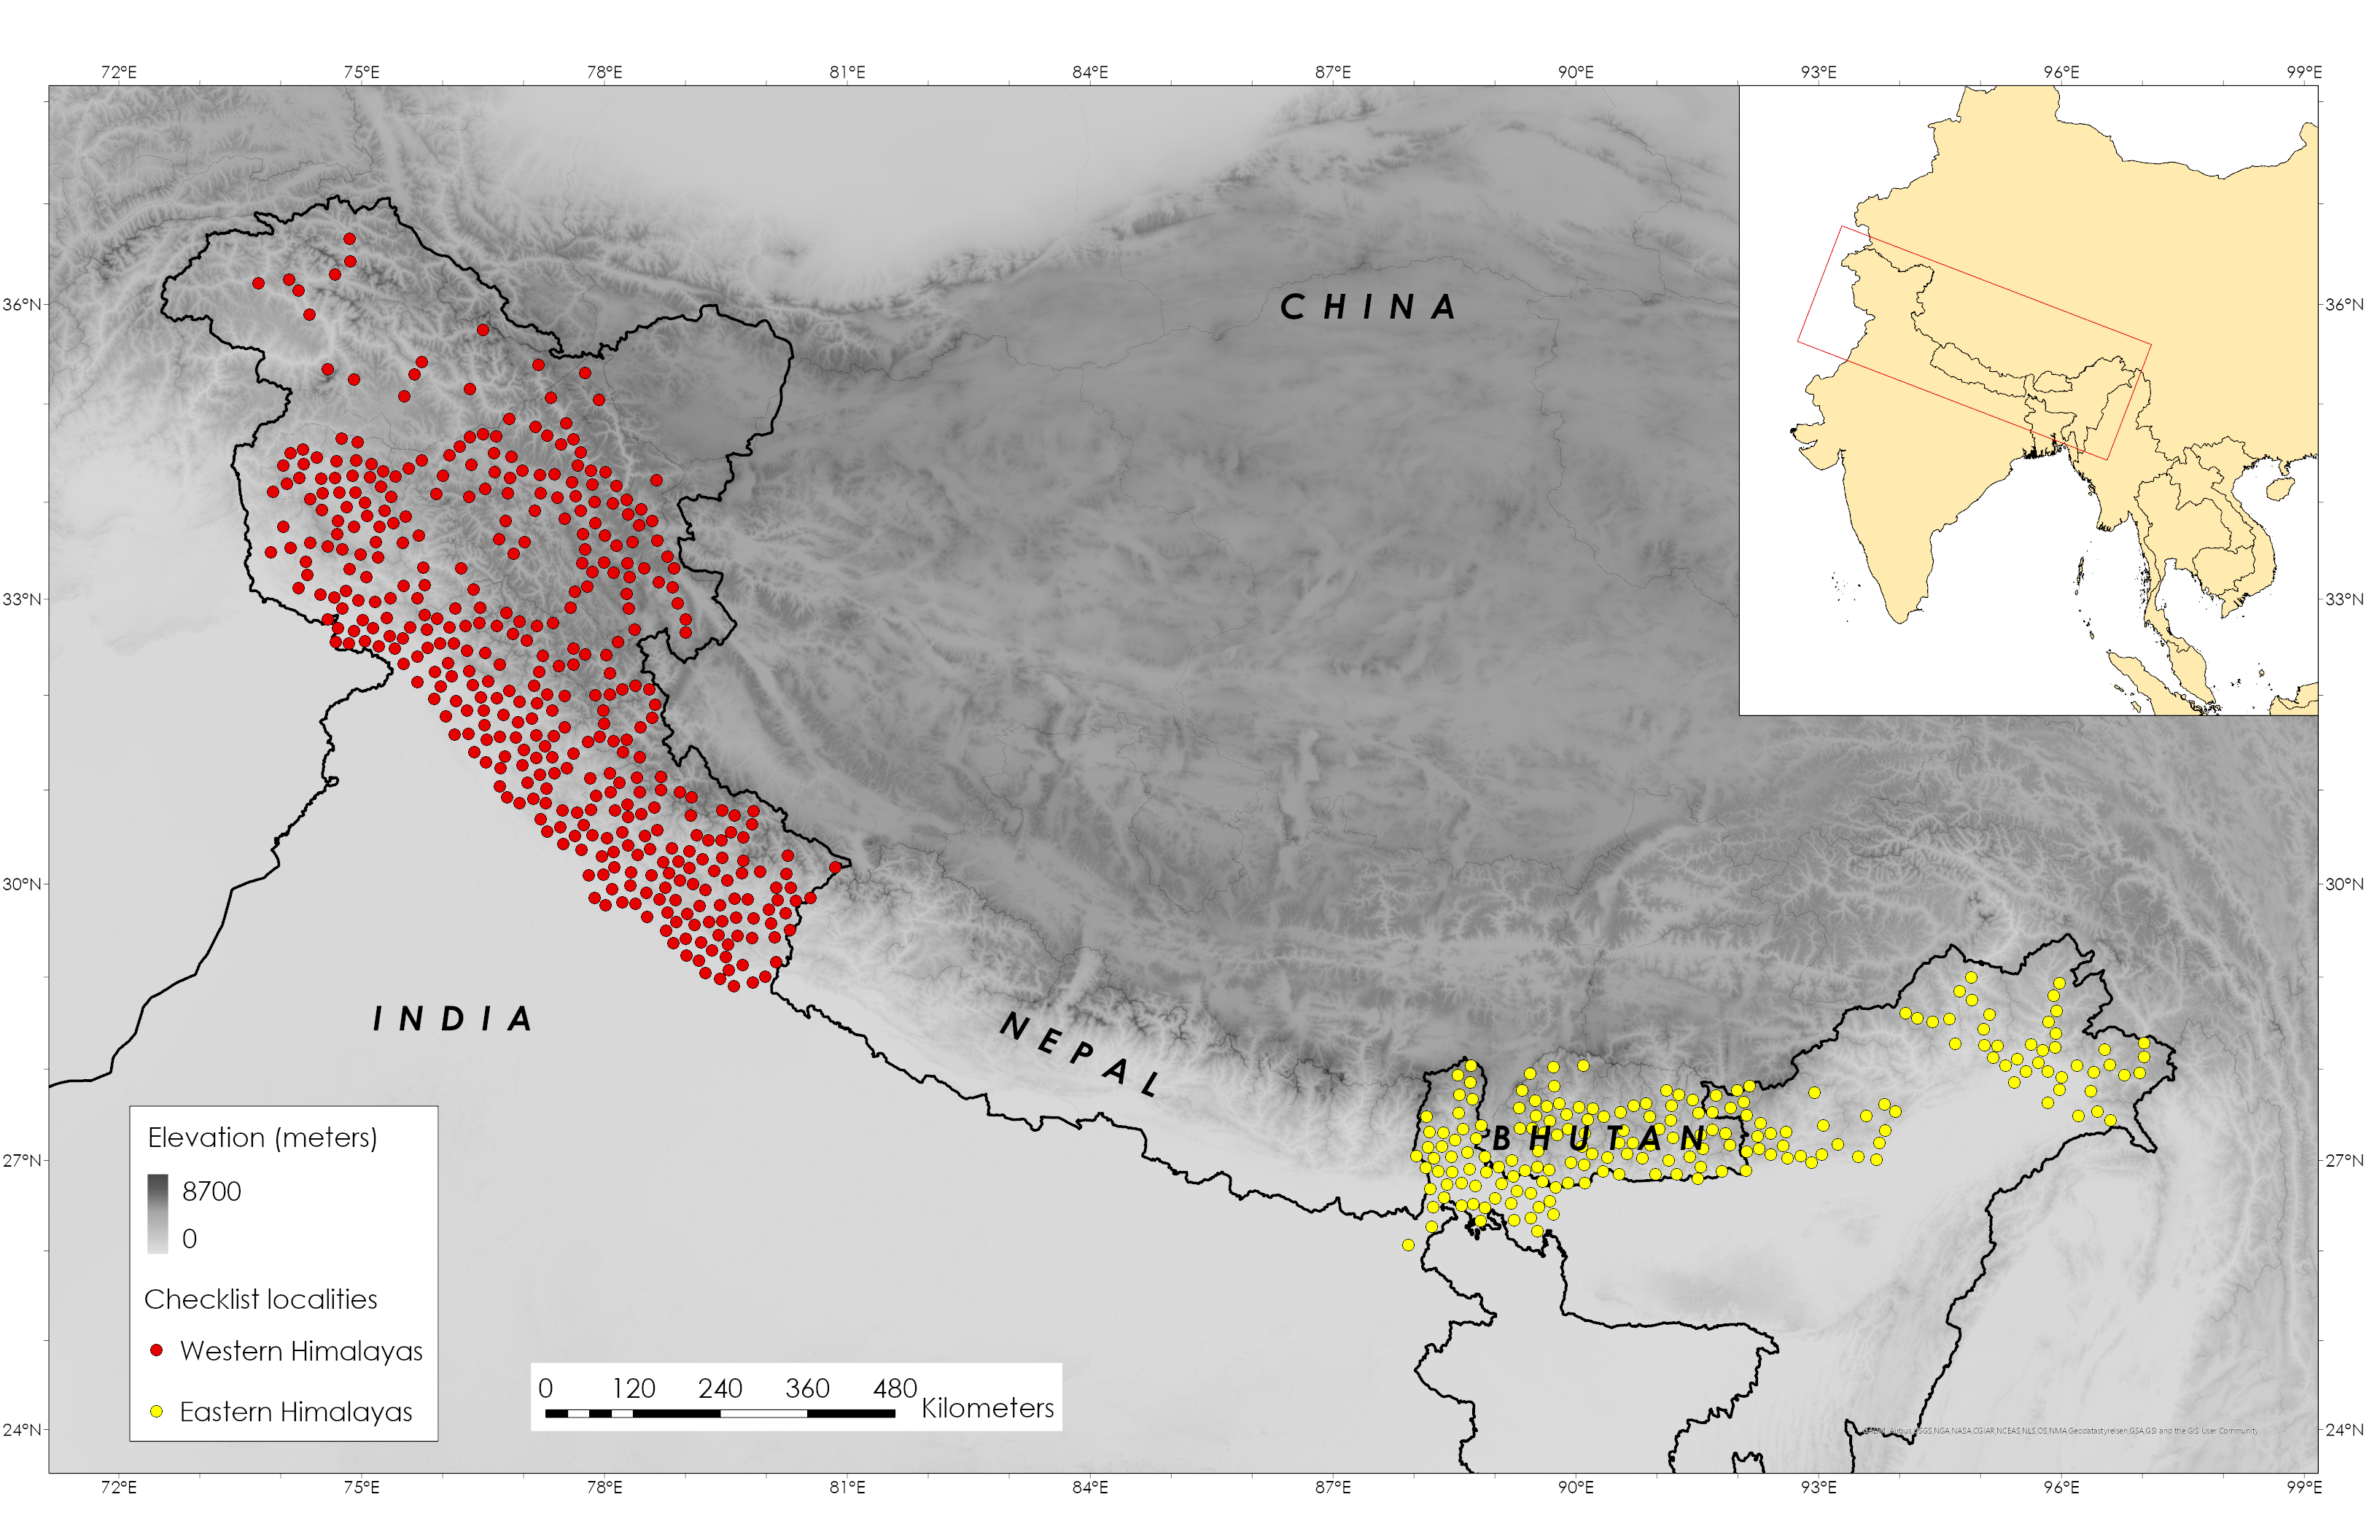 72°E 75°E 78°E 81°E 84°E 87°E 90°E 93°E 96°E 99°E
36°N CHINA 36°N
33°N 33°N
30°N 30°N
INDIA
NEPAL
BHUTAN
27°N 27°N
Elevation (meters)
8700
0
Checklist localities
Western Himalayas
Eastern Himalayas
0 120 240 360 480
Kilometers
24°N 24°N
Airbus,USGS,NGA,NASA,CGIAR,NCEAS,NLS,OS,NMA,Geodatastyrelsen,GSA,GSI and the GIS User Community
72°E 75°E 78°E 81°E 84°E 87°E 90°E 93°E 96°E 99°E